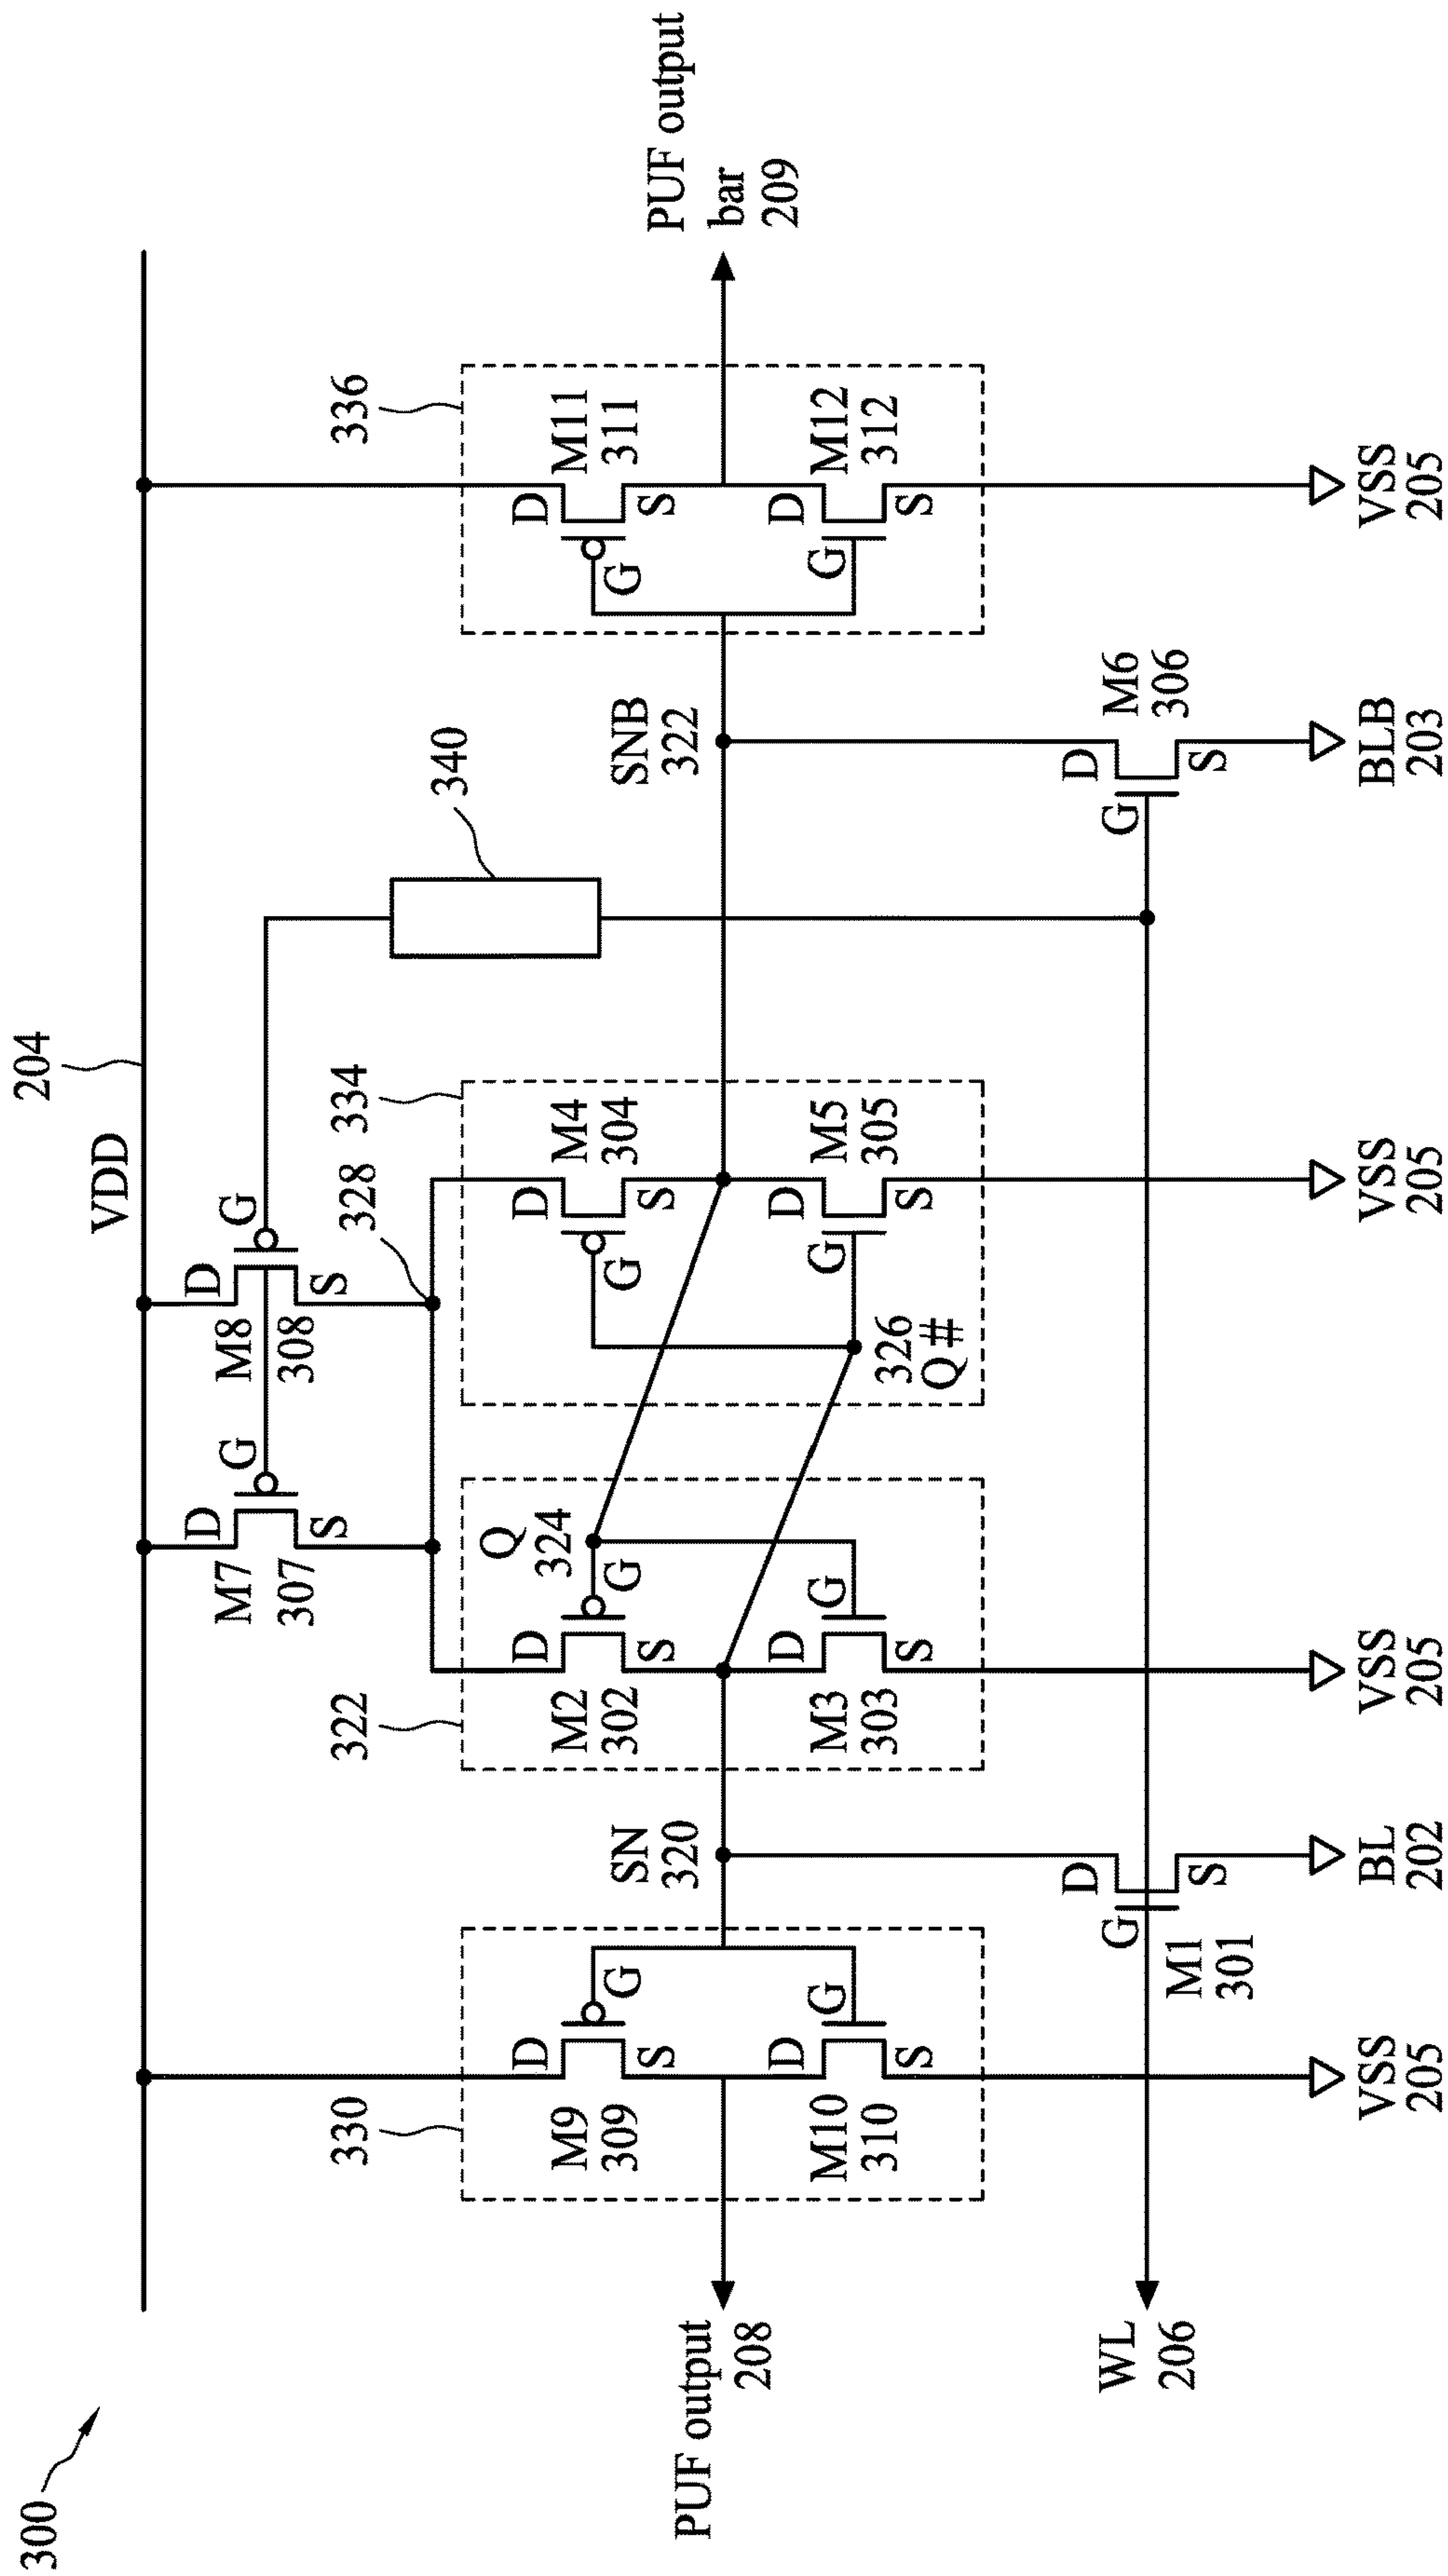 300
204
VDD
M7
307
D
G
S
M8
308
D
G
S
328
340
330
M9
309
D
G
S
M10
310
D
G
S
PUF output
208
SN
320
322
M2
302
D
G
S
Q
324
M3
303
D
G
S
334
M4
304
D
G
S
M5
305
D
G
S
326
Q#
SNB
322
336
M11
311
D
G
S
M12
312
D
G
S
PUF output
bar
209
WL
206
M1
301
D
G
S
M6
306
D
G
S
VSS
205
BL
202
VSS
205
VSS
205
BLB
203
VSS
205